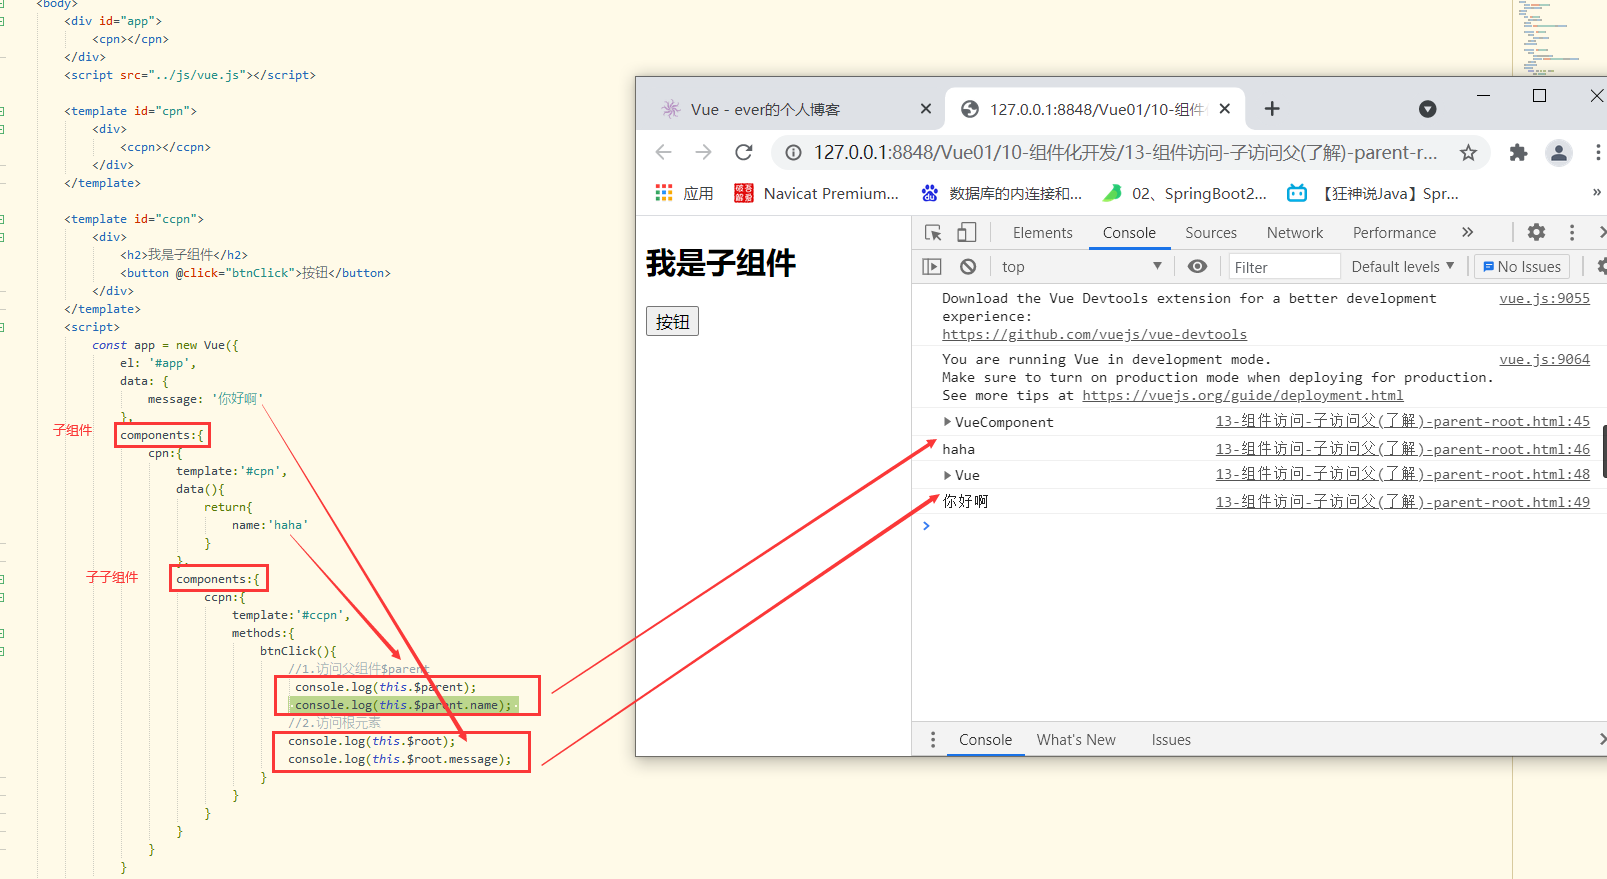 <body>
<div id="app">
<cpn></cpn>
</div>
<script src="../js/vue.js"></script>
<template id="cpn">
<div>
<ccpn></ccpn>
</div>
</template>
<template id="ccpn">
<div>
<h2>我是子组件</h2>
<button @click="btnClick">按钮</button>
</div>
</template>
<script>
const app = new Vue({
el: '#app',
data: {
message: '你好啊'
},
子组件 components:{
cpn:{
template:'#cpn',
data(){
return{
name:'haha'
}
},
子子组件 components:{
ccpn:{
template:'#ccpn',
methods:{
btnClick(){
//1.访问父组件$parent
console.log(this.$parent);
console.log(this.$parent.name);
//2.访问根元素
console.log(this.$root);
console.log(this.$root.message);
}
}
}
}
}
}
Vue - ever的个人博客
127.0.0.1:8848/Vue01/10-组件
127.0.0.1:8848/Vue01/10-组件化开发/13-组件访问-子访问父(了解)-parent-r...
应用 破吾解爱 Navicat Premium... 数据库的内连接和... 02、SpringBoot2... 【狂神说Java】Spr... »
我是子组件
按钮
Elements Console Sources Network Performance »
top Filter Default levels No Issues
Download the Vue Devtools extension for a better development vue.js:9055
experience:
https://github.com/vuejs/vue-devtools
You are running Vue in development mode. vue.js:9064
Make sure to turn on production mode when deploying for production.
See more tips at https://vuejs.org/guide/deployment.html
VueComponent 13-组件访问-子访问父(了解)-parent-root.html:45
haha 13-组件访问-子访问父(了解)-parent-root.html:46
Vue 13-组件访问-子访问父(了解)-parent-root.html:48
你好啊 13-组件访问-子访问父(了解)-parent-root.html:49
>
Console What's New Issues